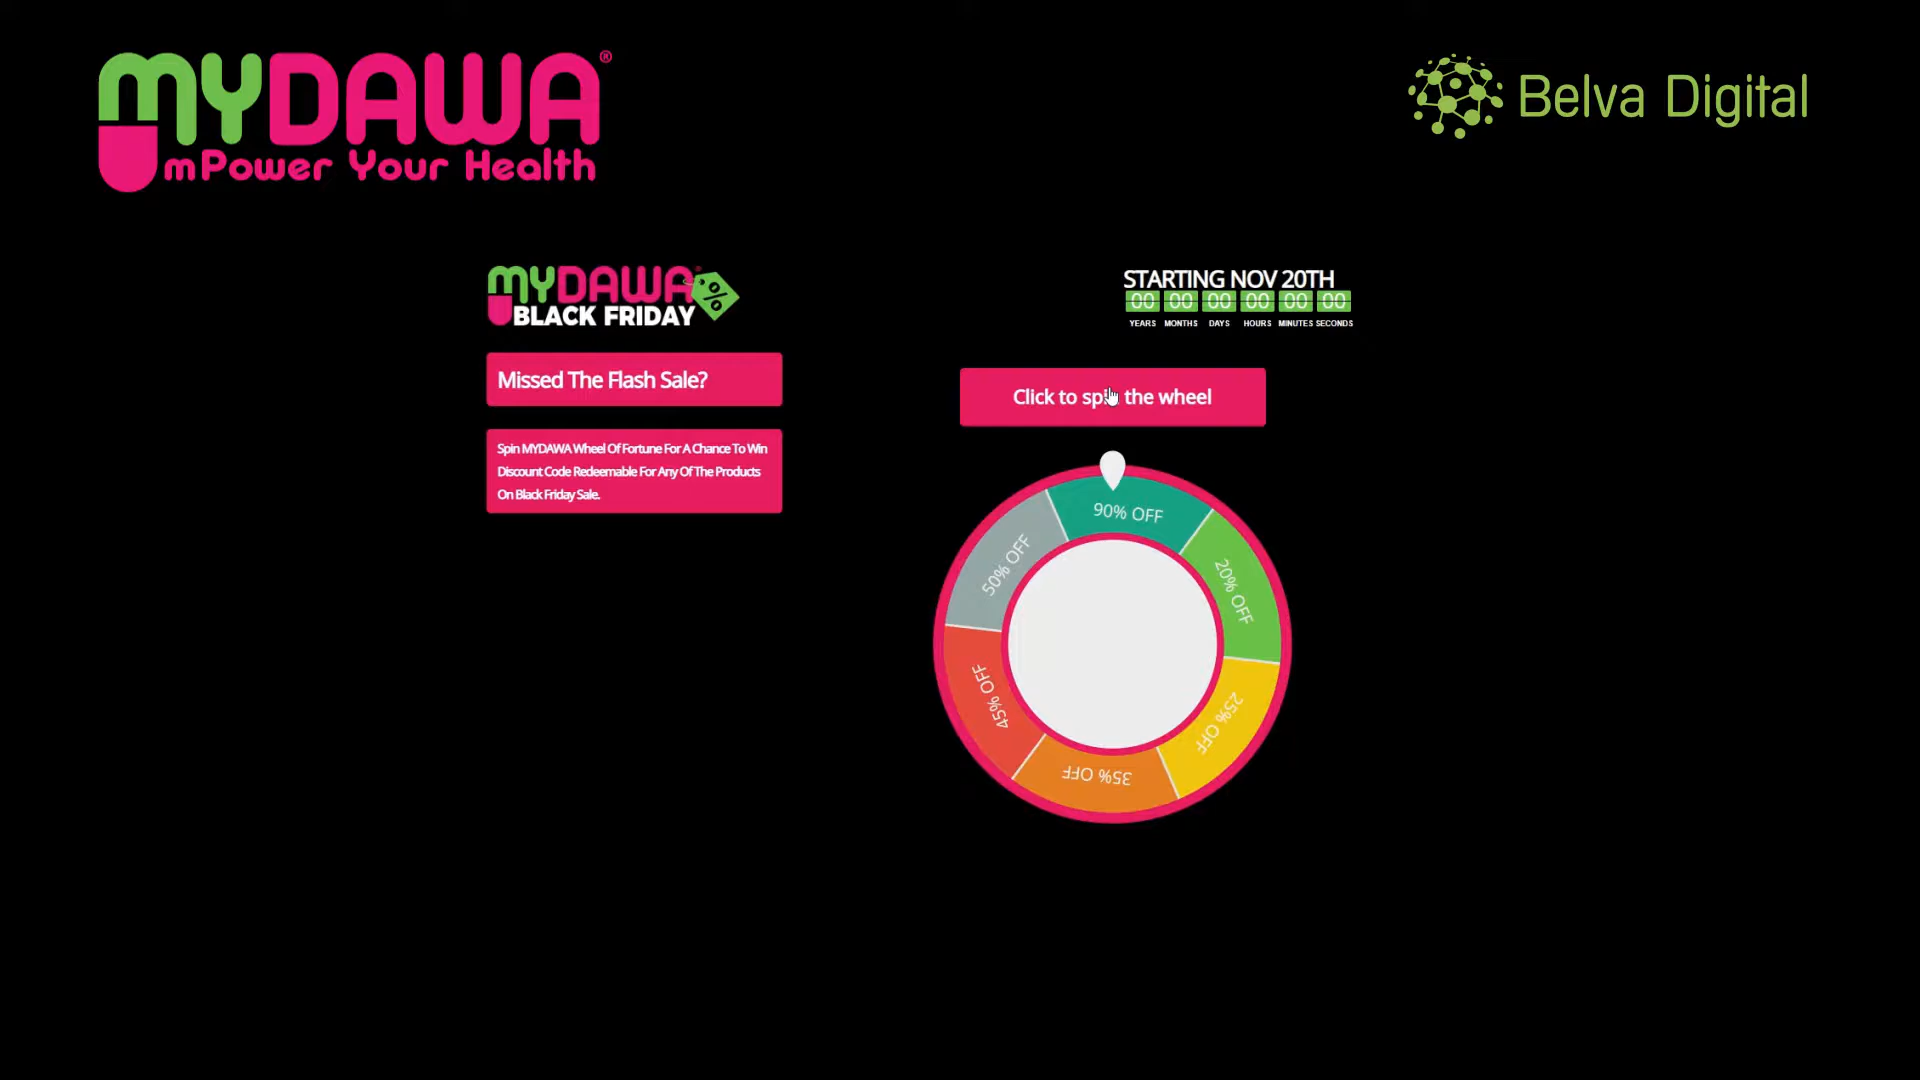 MYDAWA®
mPower Your Health
Belva Digital
MYDAWA®
BLACK FRIDAY
%
STARTING NOV 20TH
00 00 00 00 00 00
YEARS MONTHS DAYS HOURS MINUTES SECONDS
Missed The Flash Sale?
Click to spin the wheel
Spin MYDAWA Wheel Of Fortune For A Chance To Win
Discount Code Redeemable For Any Of The Products
On Black Friday Sale.
90% OFF
20% OFF
25% OFF
35% OFF
45% OFF
50% OFF